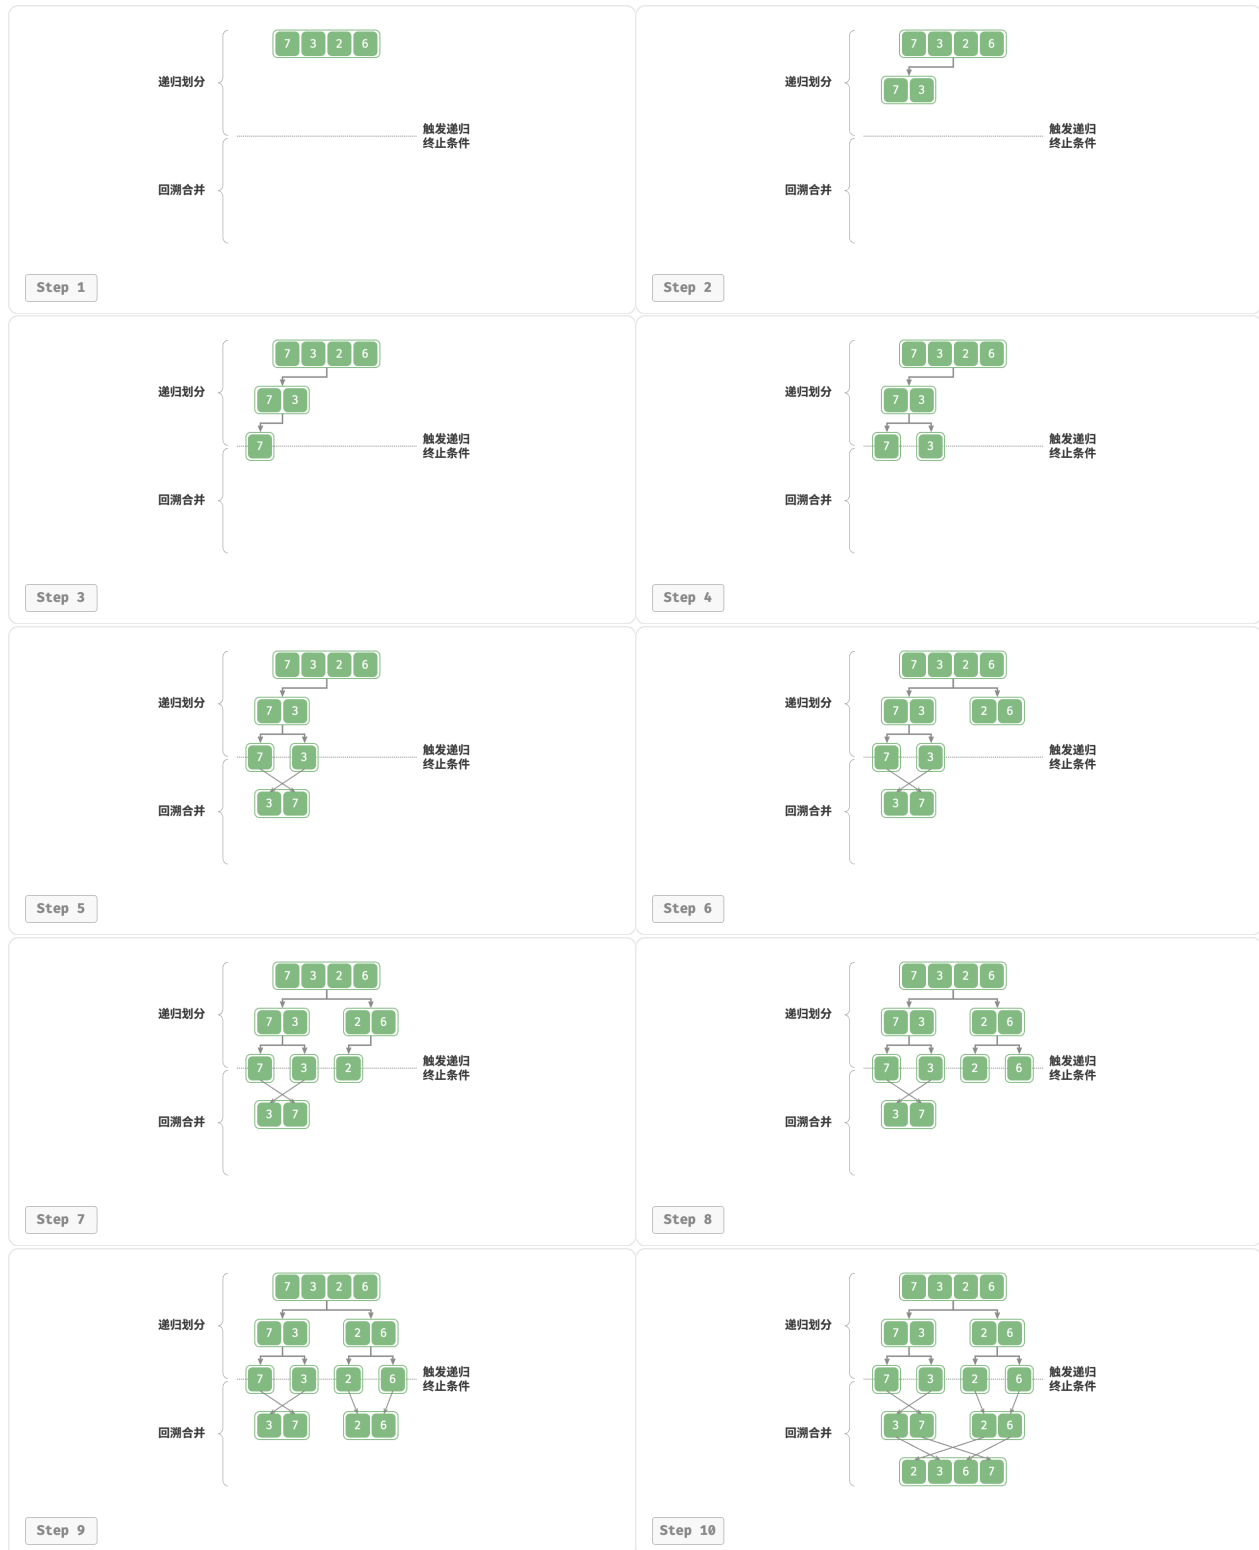 7 3 2 6
递归划分
触发递归
终止条件
回溯合并
Step 1
7 3 2 6
递归划分
7 3
触发递归
终止条件
回溯合并
Step 2
7 3 2 6
递归划分
7 3
触发递归
终止条件
7
回溯合并
Step 3
7 3 2 6
递归划分
7 3
触发递归
终止条件
7 3
回溯合并
Step 4
7 3 2 6
递归划分
7 3
触发递归
终止条件
7 3
回溯合并
3 7
Step 5
7 3 2 6
递归划分
7 3 2 6
触发递归
终止条件
7 3
回溯合并
3 7
Step 6
7 3 2 6
递归划分
7 3 2 6
触发递归
终止条件
7 3 2
回溯合并
3 7
Step 7
7 3 2 6
递归划分
7 3 2 6
触发递归
终止条件
7 3 2 6
回溯合并
3 7
Step 8
7 3 2 6
递归划分
7 3 2 6
触发递归
终止条件
7 3 2 6
回溯合并
3 7 2 6
Step 9
7 3 2 6
递归划分
7 3 2 6
触发递归
终止条件
7 3 2 6
回溯合并
3 7 2 6
2 3 6 7
Step 10